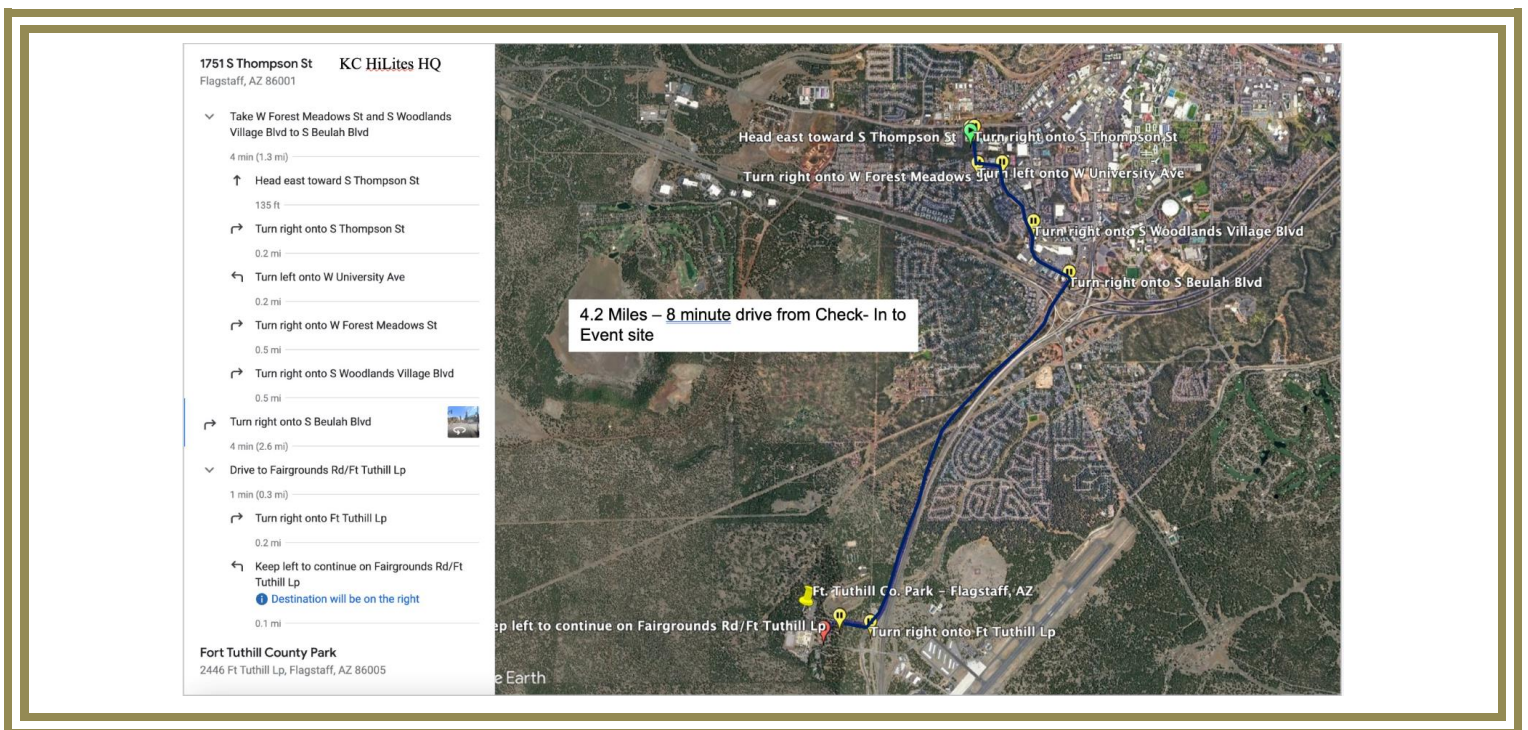 1751 S Thompson St KC HiLites HQ
Flagstaff, AZ 86001
Take W Forest Meadows St and S Woodlands
Village Blvd to S Beulah Blvd
4 min (1.3 mi)
Head east toward S Thompson St
135 ft
Turn right onto S Thompson St
0.2 mi
Turn left onto W University Ave
0.2 mi
Turn right onto W Forest Meadows St
0.5 mi
Turn right onto S Woodlands Village Blvd
0.5 mi
Turn right onto S Beulah Blvd
4 min (2.6 mi)
Drive to Fairgrounds Rd/Ft Tuthill Lp
1 min (0.3 mi)
Turn right onto Ft Tuthill Lp
0.2 mi
Keep left to continue on Fairgrounds Rd/Ft
Tuthill Lp
Destination will be on the right
0.1 mi
Fort Tuthill County Park
2446 Ft Tuthill Lp, Flagstaff, AZ 86005
Head east toward S Thompson St
Turn right onto S Thompson St
Turn right onto W Forest Meadows St
Turn left onto W University Ave
Turn right onto S Woodlands Village Blvd
Turn right onto S Beulah Blvd
4.2 Miles – 8 minute drive from Check- In to
Event site
Ft. Tuthill Co. Park – Flagstaff, AZ
ep left to continue on Fairgrounds Rd/Ft Tuthill Lp
Turn right onto Ft Tuthill Lp
e Earth